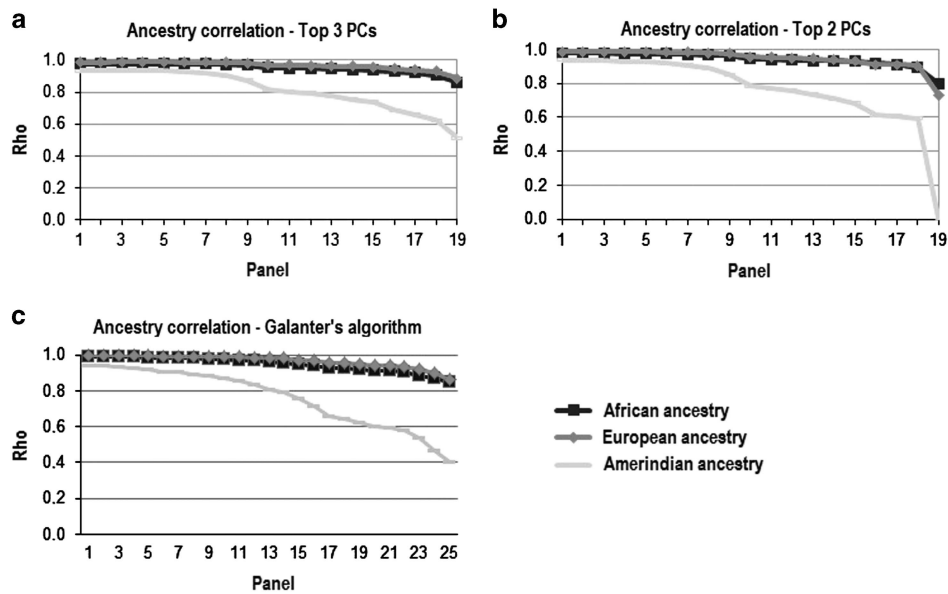 a
Ancestry correlation - Top 3 PCs
1.0
0.8
0.6
0.4
0.2
0.0
Rho
1 3 5 7 9 11 13 15 17 19
Panel
b
Ancestry correlation - Top 2 PCs
1.0
0.8
0.6
0.4
0.2
0.0
Rho
1 3 5 7 9 11 13 15 17 19
Panel
c
Ancestry correlation - Galanter's algorithm
1.0
0.8
0.6
0.4
0.2
0.0
Rho
1 3 5 7 9 11 13 15 17 19 21 23 25
Panel
African ancestry
European ancestry
Amerindian ancestry